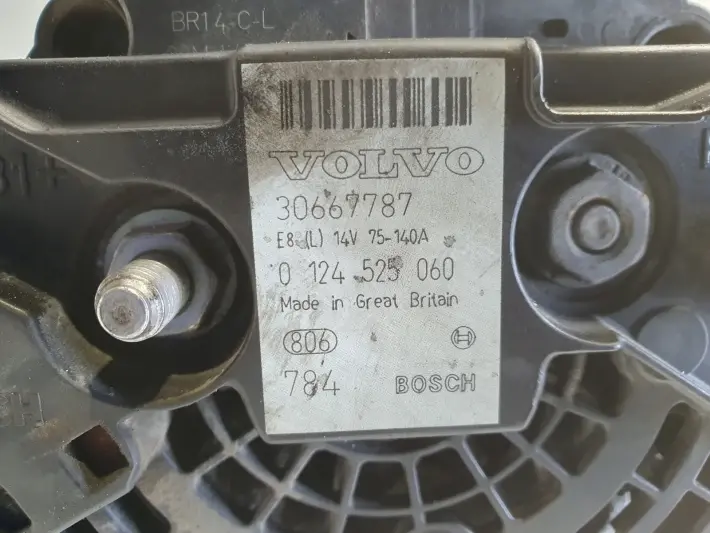 BR14-C-L
VOLVO
30667787
E8 (L) 14V 75-140A
0 124 525 060
Made in Great Britain
806
784 BOSCH